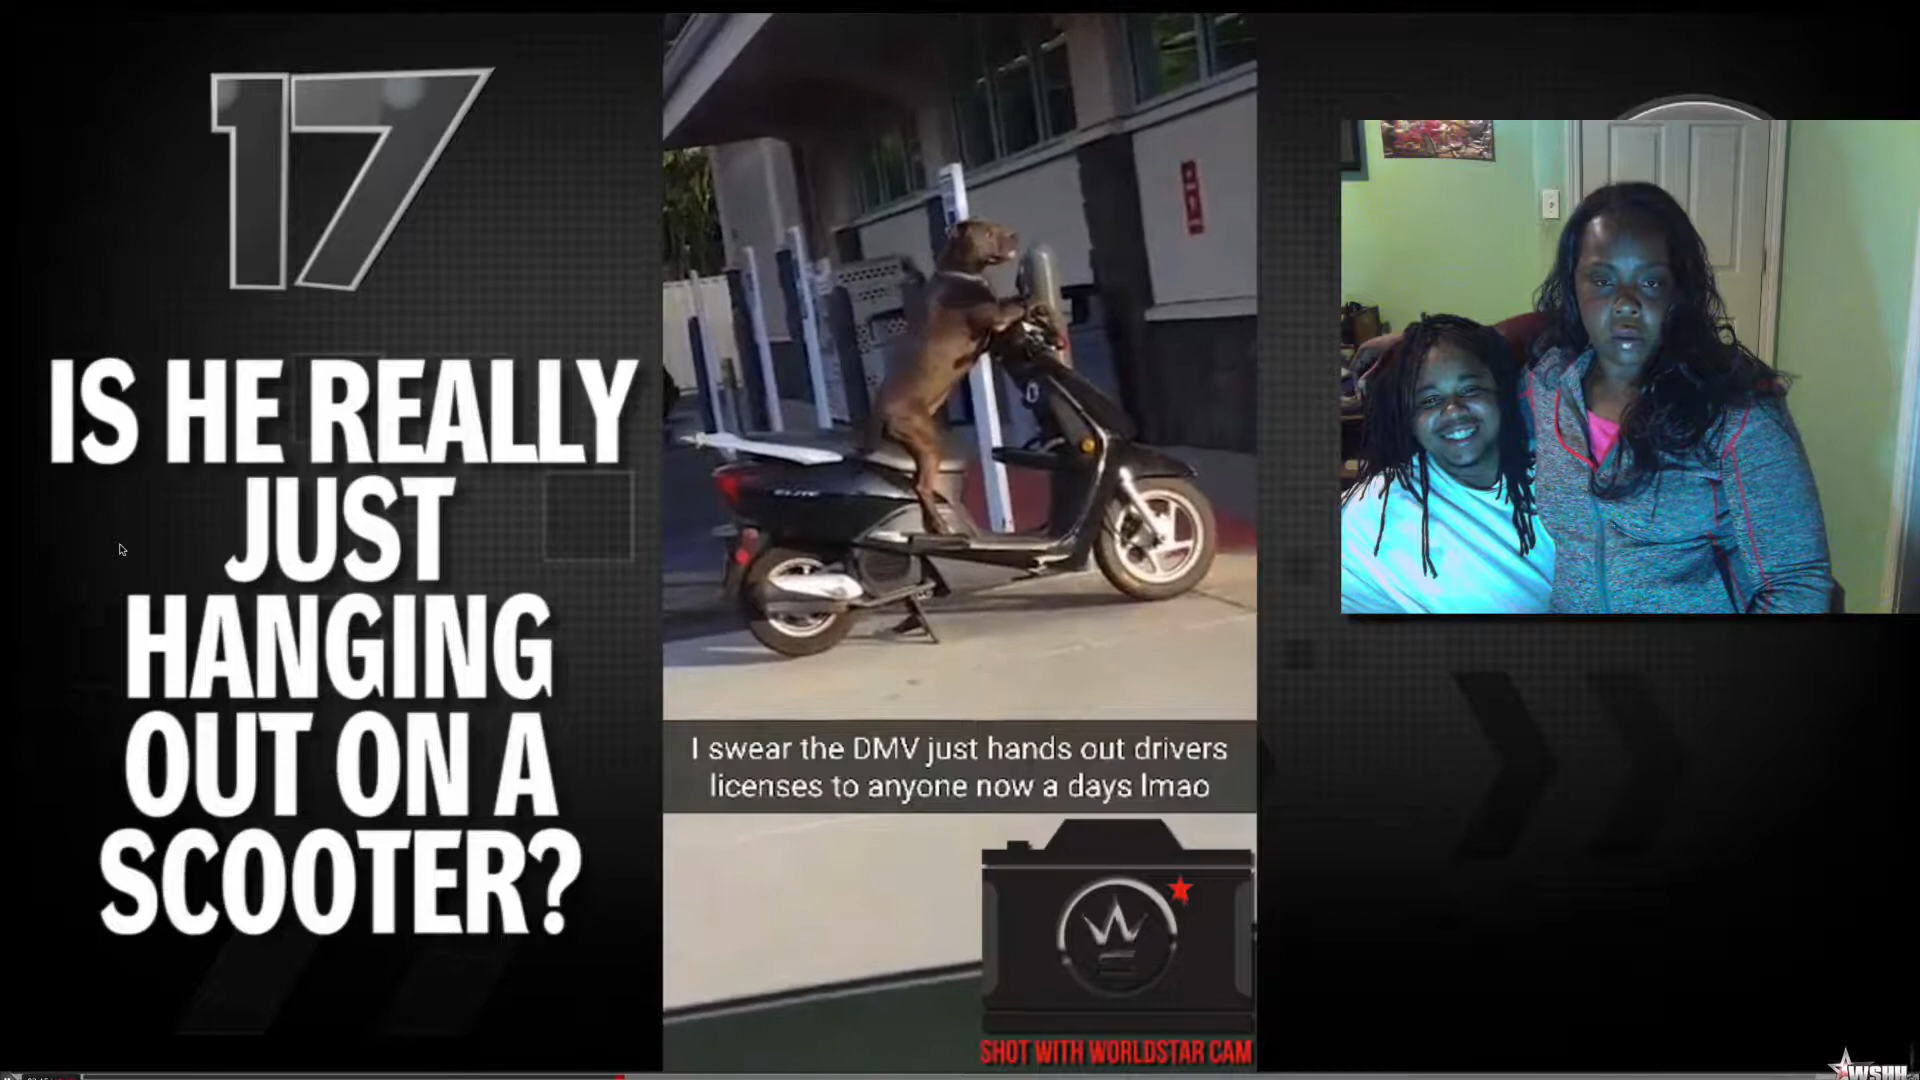 17
IS HE REALLY
JUST
HANGING
OUT ON A
SCOOTER?
ELITE
I swear the DMV just hands out drivers
licenses to anyone now a days lmao
SHOT WITH WORLDSTAR CAM
WSHH